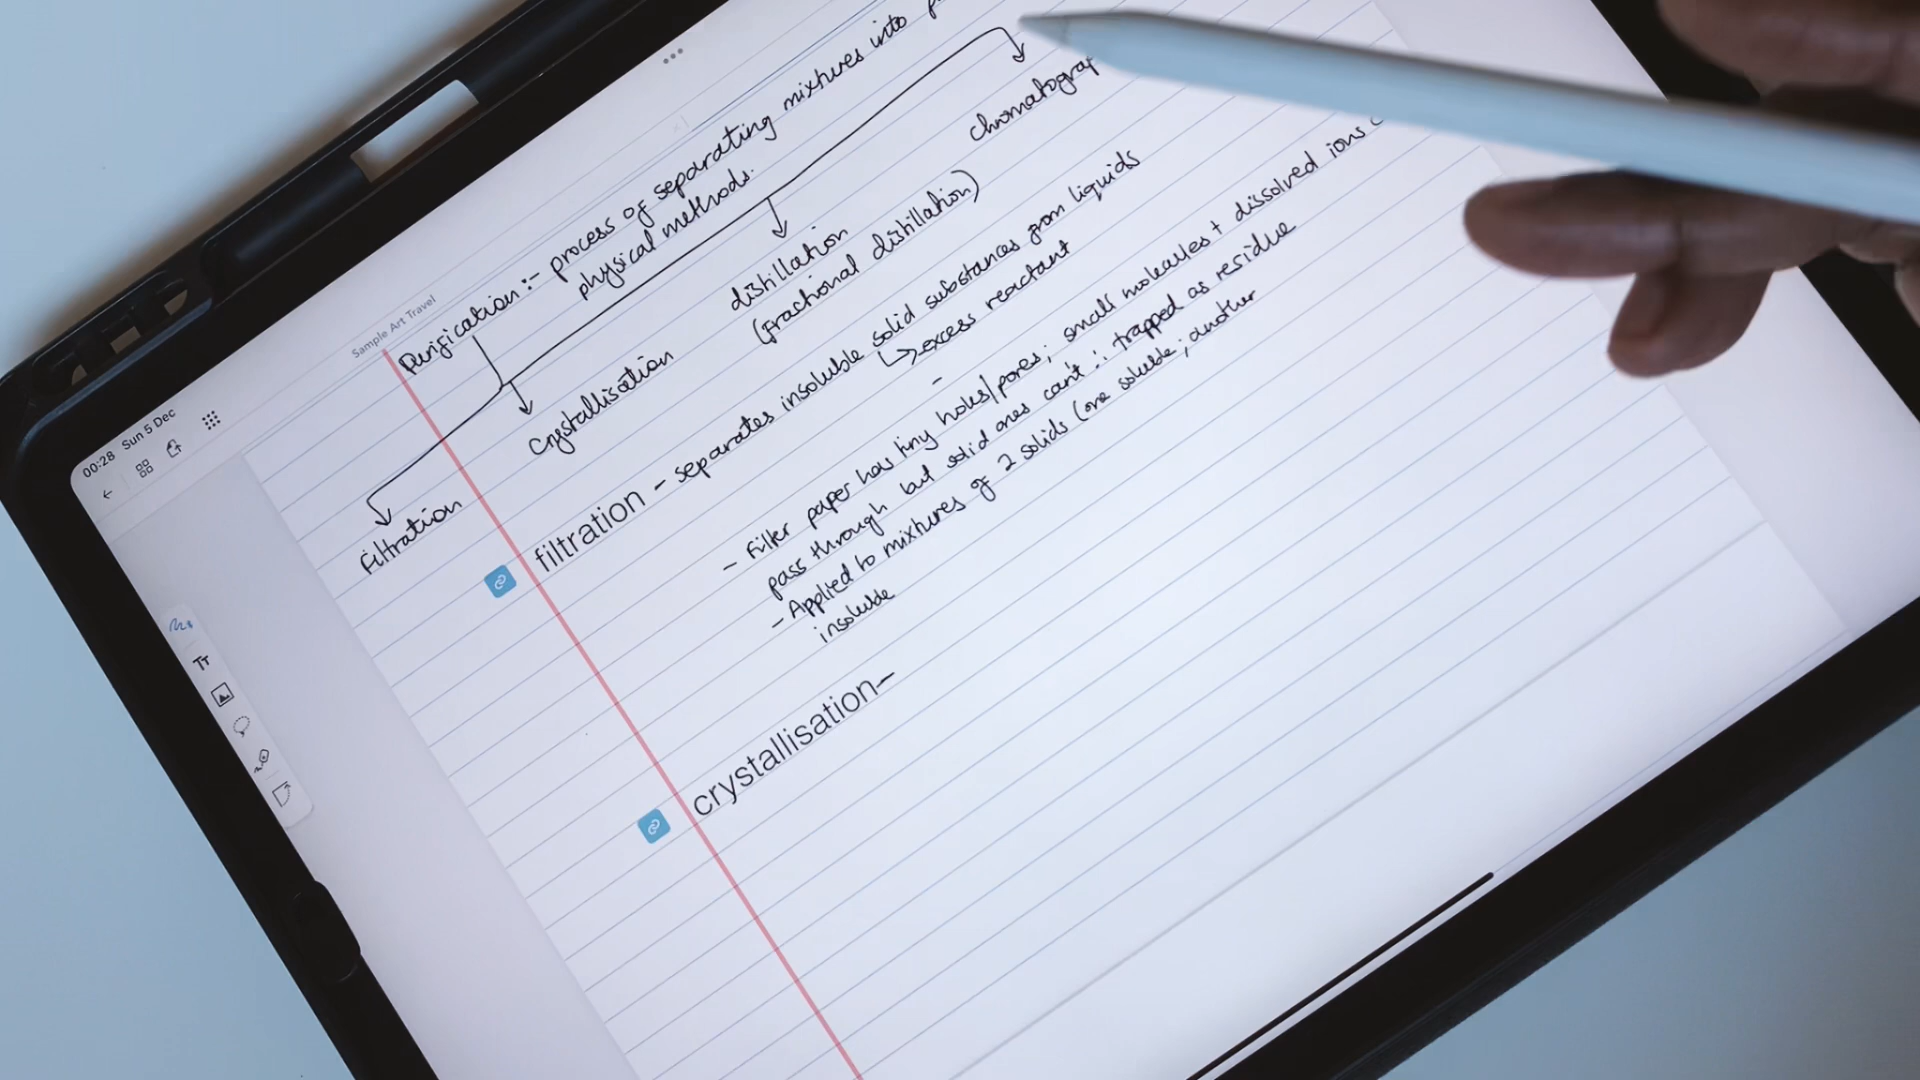 00:28 Sun 5 Dec
Sample Art Travel
Purification:- process of separating mixtures into
physical methods.
Filtration
Crystallisation
distillation
(fractional distillation)
chromatograp
filtration - separates insoluble solid substances from liquids
↳ excess reactant
-
- Filter paper has tiny holes/pores; small molecules + dissolved ions
pass through but solid ones can't ∴ trapped as residue
- Applied to mixtures of 2 solids (one soluble; another
insoluble
crystallisation-
Tr